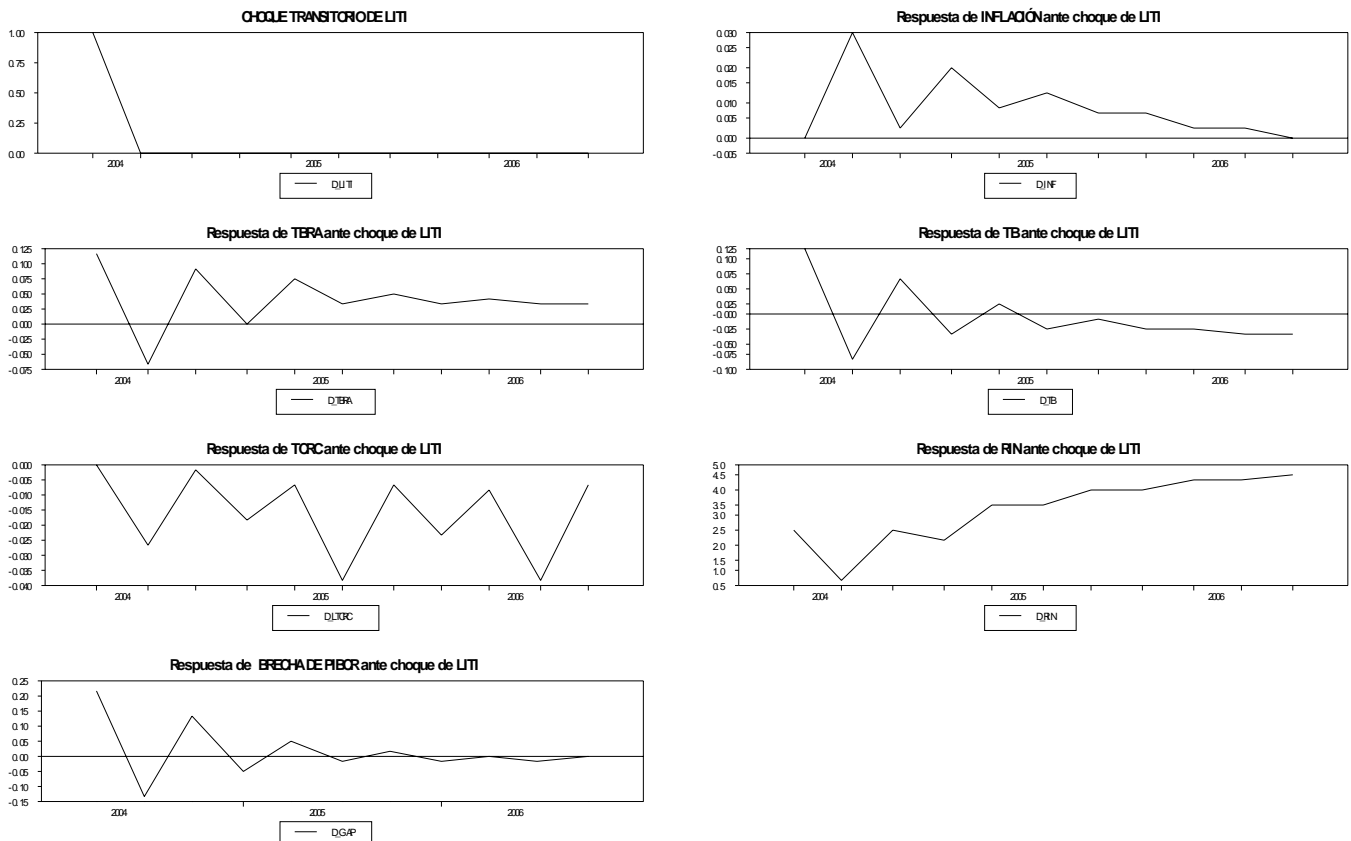 CHOQUE TRANSITORIO DE LITI
1.00
0.75
0.50
0.25
0.00
2004 2005 2006
D_LITI
Respuesta de INFLACIÓN ante choque de LITI
0.030
0.025
0.020
0.015
0.010
0.005
0.000
-0.005
2004 2005 2006
D_INF
Respuesta de TBRA ante choque de LITI
0.125
0.100
0.075
0.050
0.025
0.000
-0.025
-0.050
-0.075
2004 2005 2006
D_TBRA
Respuesta de TB ante choque de LITI
0.125
0.100
0.075
0.050
0.025
-0.000
-0.025
-0.050
-0.075
-0.100
2004 2005 2006
D_TB
Respuesta de TCRC ante choque de LITI
0.000
-0.005
-0.010
-0.015
-0.020
-0.025
-0.030
-0.035
-0.040
2004 2005 2006
D_LTCRC
Respuesta de RIN ante choque de LITI
5.0
4.5
4.0
3.5
3.0
2.5
2.0
1.5
1.0
0.5
2004 2005 2006
D_RIN
Respuesta de BRECHA DE PIBCR ante choque de LITI
0.25
0.20
0.15
0.10
0.05
0.00
-0.05
-0.10
-0.15
2004 2005 2006
D_GAP